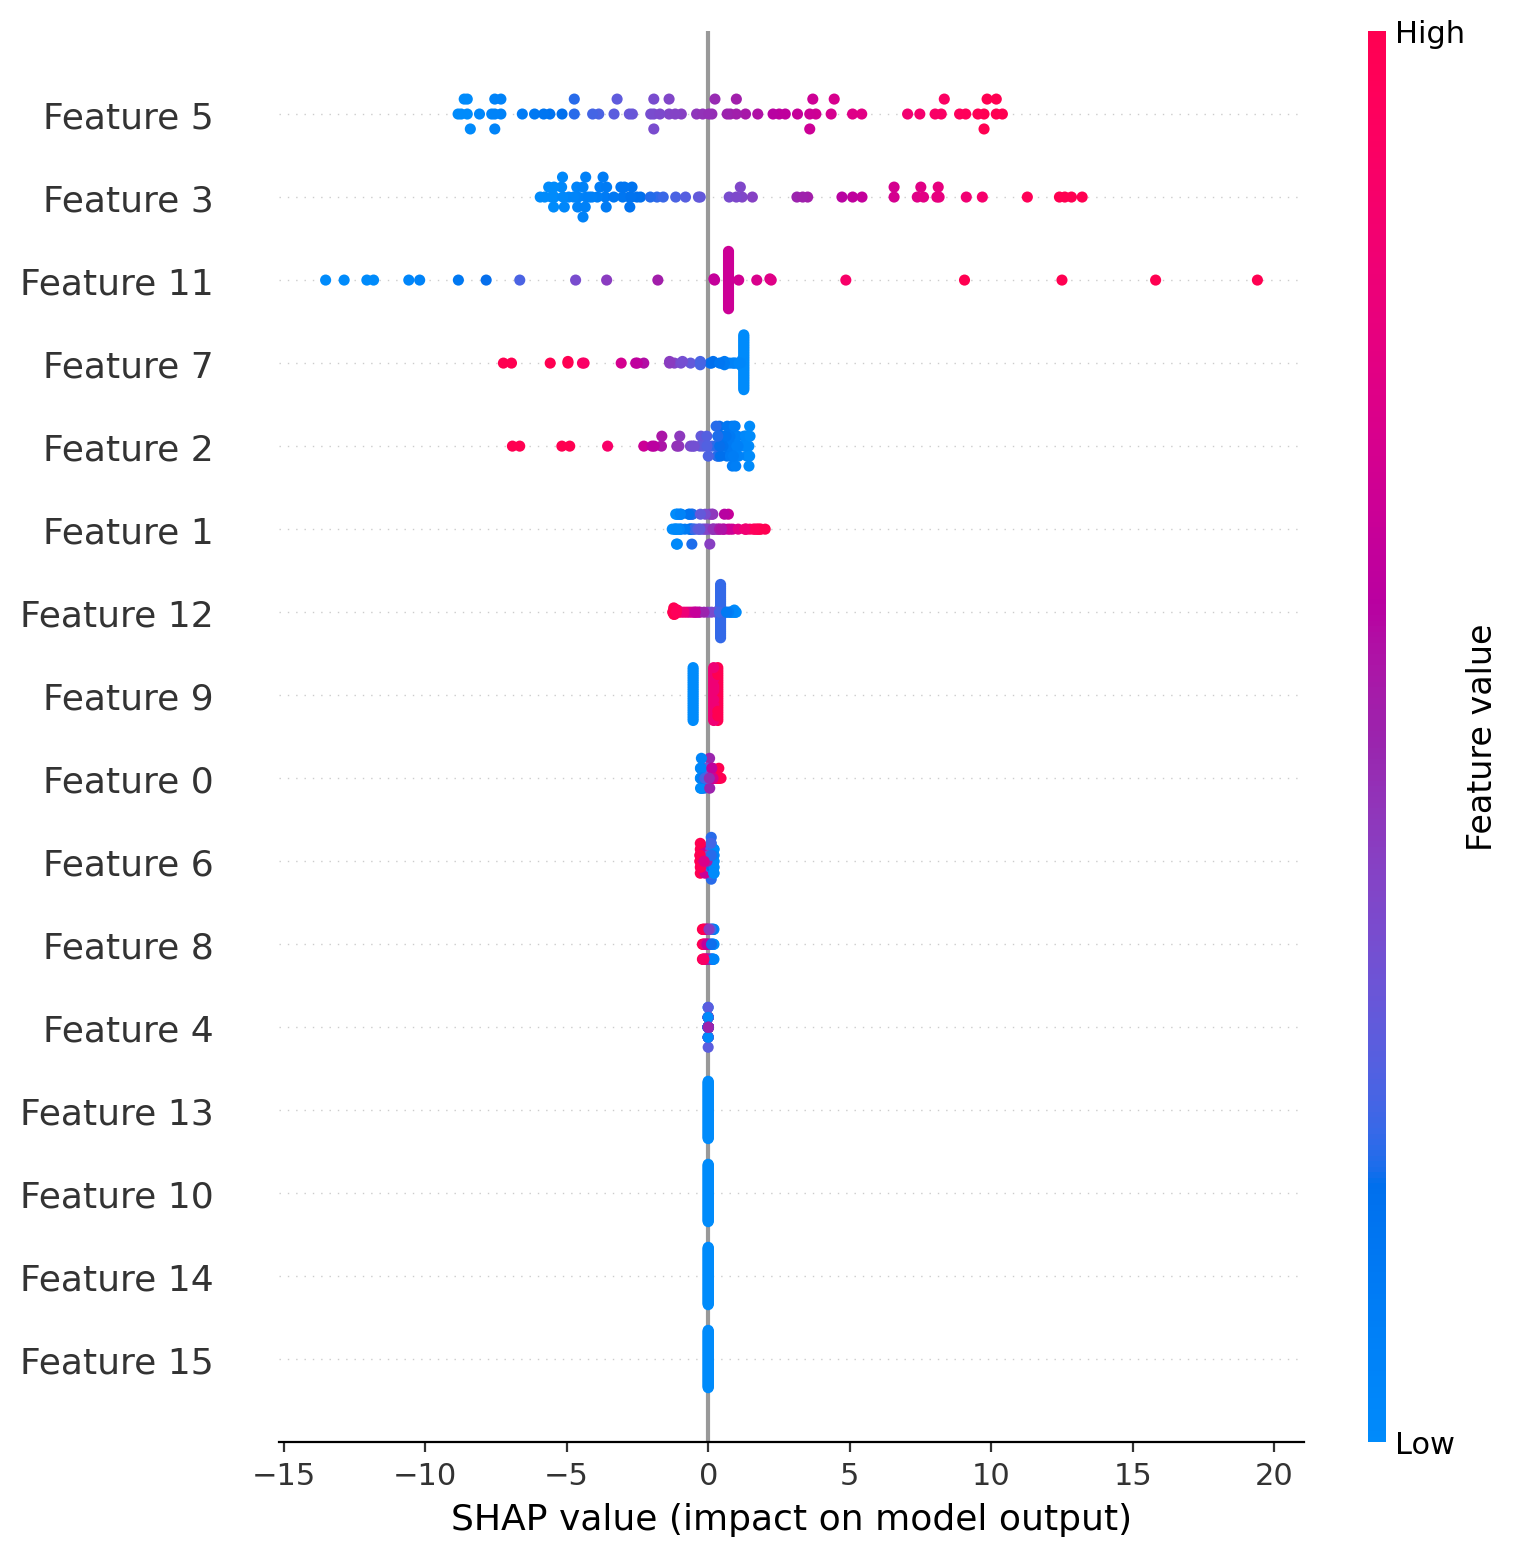 High
Feature 5
Feature 3
Feature 11
Feature 7
Feature 2
Feature 1
Feature 12
Feature 9
Feature 0
Feature 6
Feature 8
Feature 4
Feature 13
Feature 10
Feature 14
Feature 15
Feature value
Low
−15 −10 −5 0 5 10 15 20
SHAP value (impact on model output)